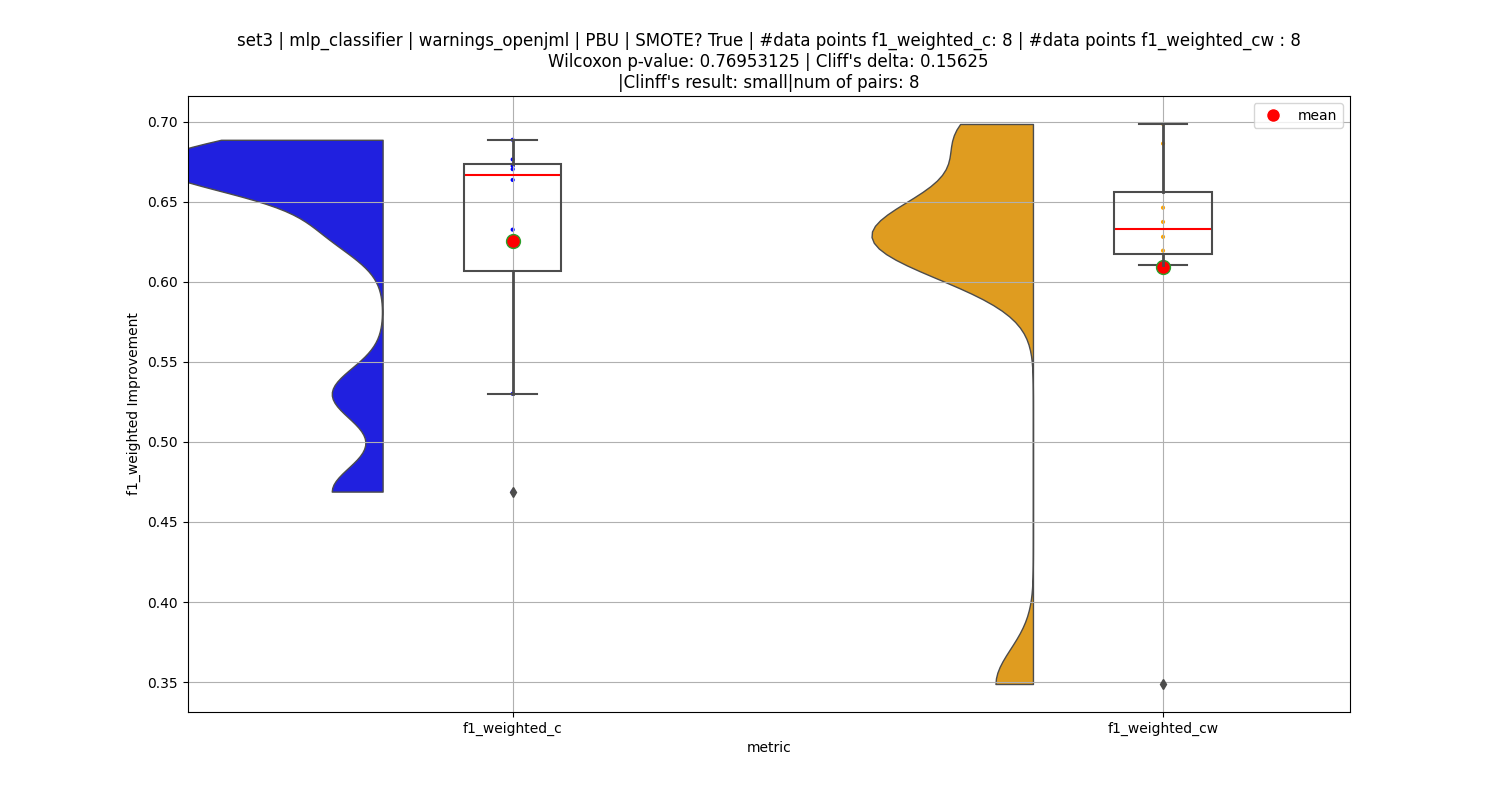 set3 | mlp_classifier | warnings_openjml | PBU | SMOTE? True | #data points f1_weighted_c: 8 | #data points f1_weighted_cw : 8
Wilcoxon p-value: 0.76953125 | Cliff's delta: 0.15625
|Clinff's result: small|num of pairs: 8
mean
0.70
0.65
0.60
0.55
0.50
0.45
0.40
0.35
f1_weighted Improvement
f1_weighted_c
f1_weighted_cw
metric